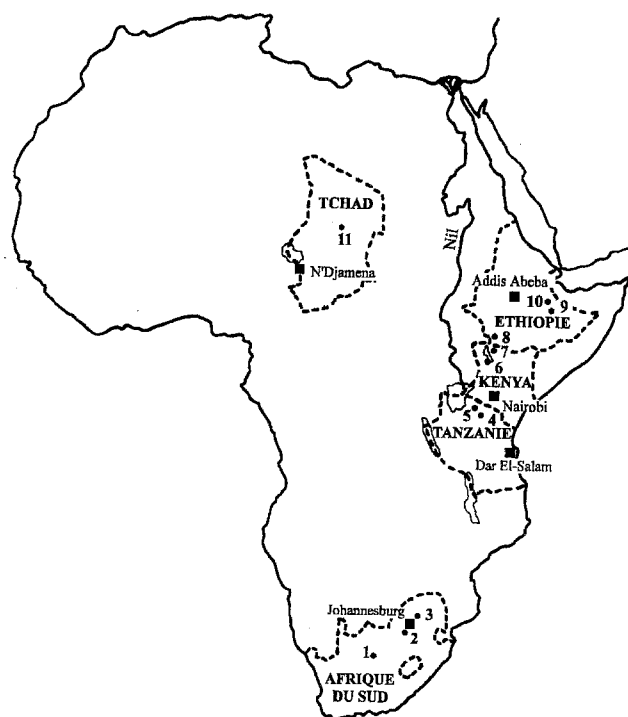 TCHAD
11
N'Djamena
Nil
Addis Abeba
10
9
ETHIOPIE
8
7
6
KENYA
Nairobi
5
4
TANZANIE
Dar El-Salam
Johannesburg
3
2
1
AFRIQUE
DU SUD